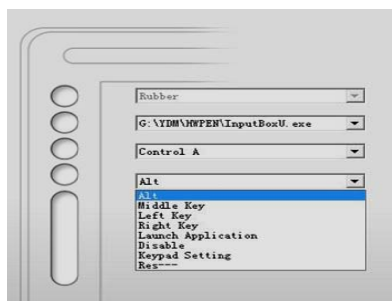 Rubber
G:\YDM\HWPEN\InputBoxU.exe
Control A
Alt
Alt
Middle Key
Left Key
Right Key
Launch Application
Disable
Keypad Setting
Res---